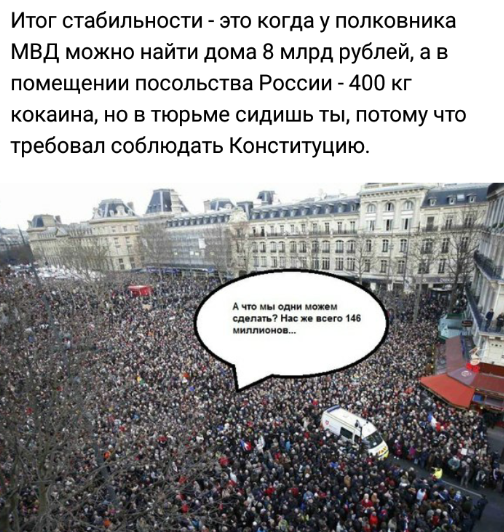 Итог стабильности - это когда у полковника
МВД можно найти дома 8 млрд рублей, а в
помещении посольства России - 400 кг
кокаина, но в тюрьме сидишь ты, потому что
требовал соблюдать Конституцию.
А что мы одни можем
сделать? Нас же всего 146
миллионов...